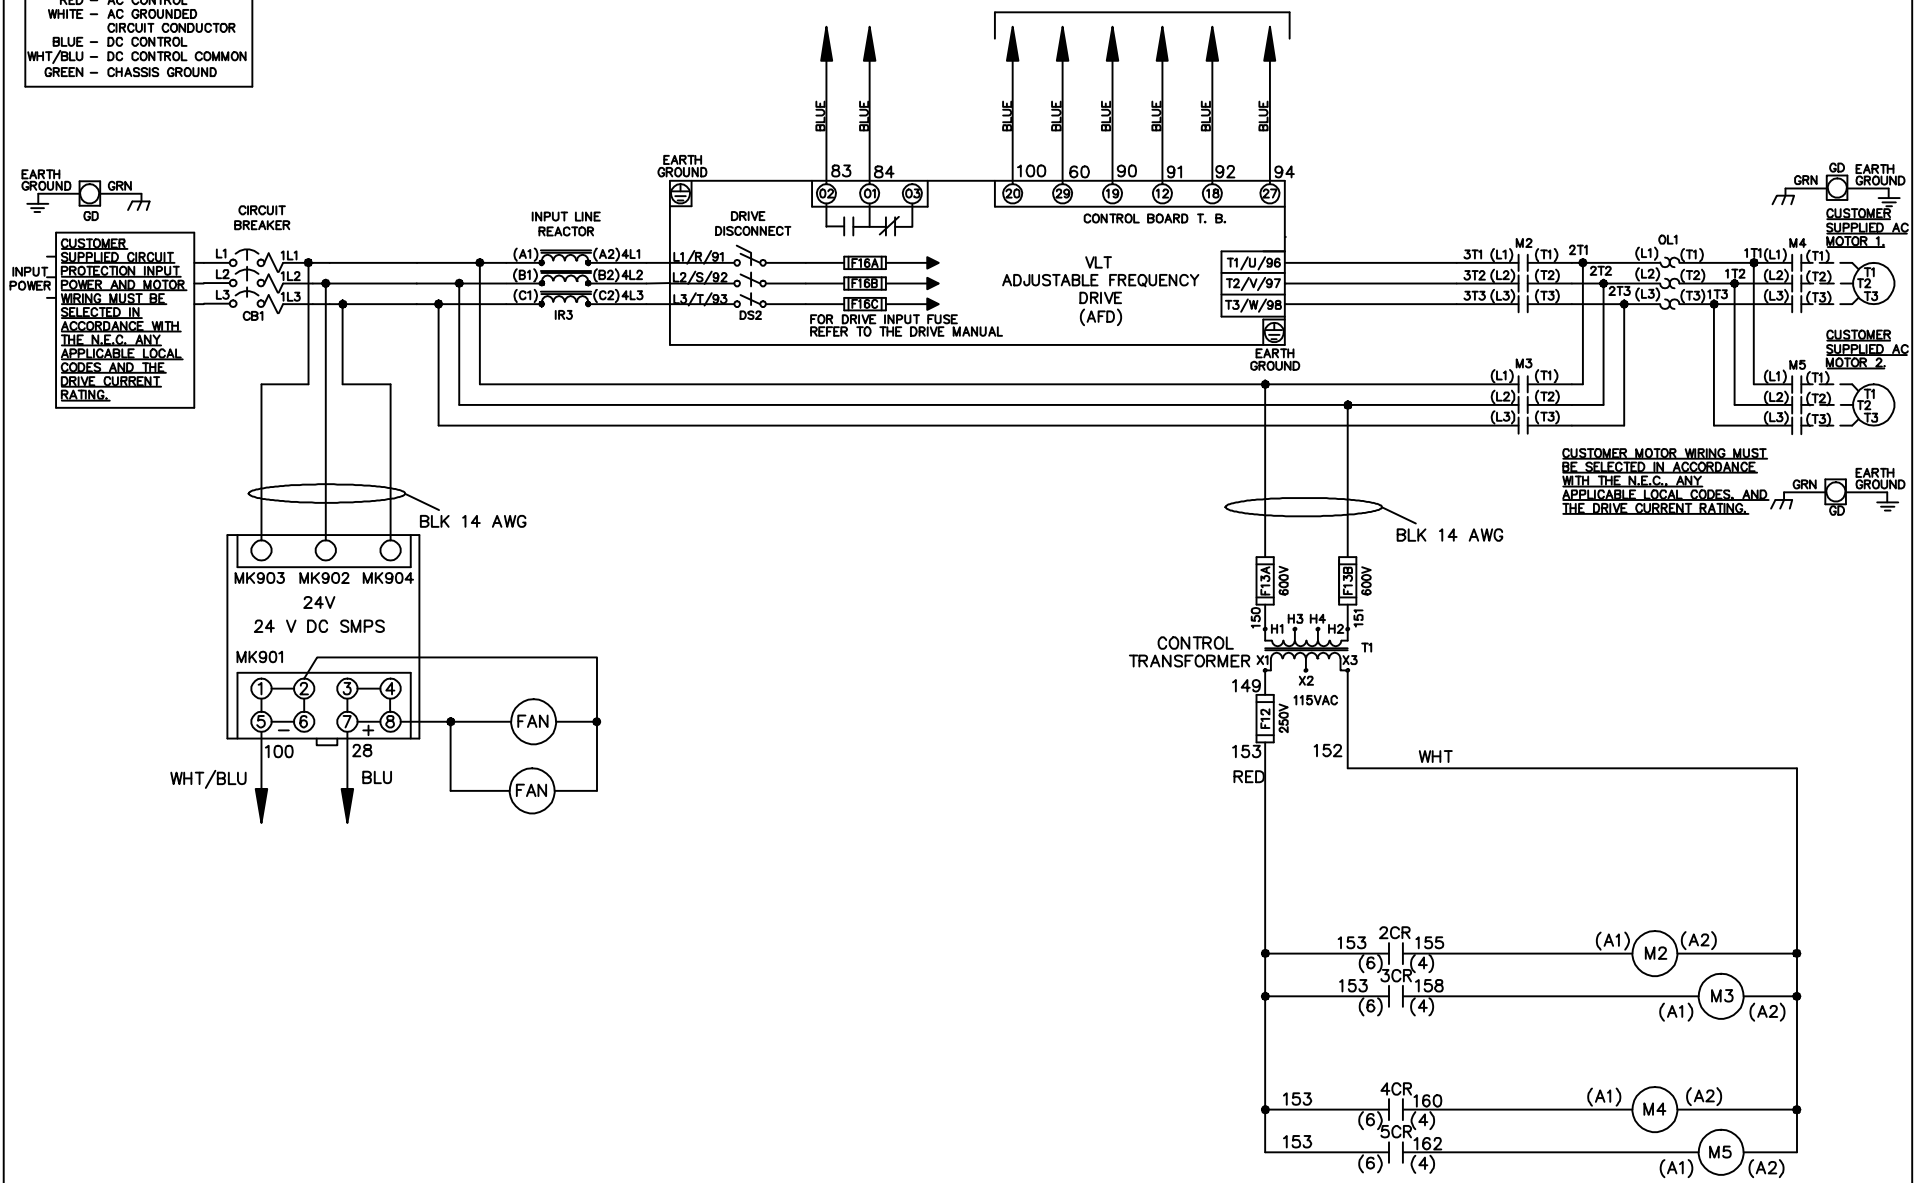 RED – AC CONTROL
WHITE – AC GROUNDED
CIRCUIT CONDUCTOR
BLUE – DC CONTROL
WHT/BLU – DC CONTROL COMMON
GREEN – CHASSIS GROUND
BLUE
BLUE
BLUE
BLUE
BLUE
BLUE
BLUE
BLUE
EARTH
GROUND
GRN
GD
CIRCUIT
BREAKER
INPUT LINE
REACTOR
EARTH
GROUND
DRIVE
DISCONNECT
83 84
02 01 03
100 60 90 91 92 94
20 29 19 12 18 27
CONTROL BOARD T. B.
GD
EARTH
GROUND
GRN
INPUT
POWER
CUSTOMER
SUPPLIED CIRCUIT
PROTECTION INPUT
POWER AND MOTOR
WIRING MUST BE
SELECTED IN
ACCORDANCE WITH
THE N.E.C. ANY
APPLICABLE LOCAL
CODES AND THE
DRIVE CURRENT
RATING.
L1 1L1
L2 1L2
L3 1L3
CB1
(A1) (A2) 4L1
(B1) (B2) 4L2
(C1) (C2) 4L3
IR3
L1/R/91
L2/S/92
L3/T/93
DS2
F16A
F16B
F16C
FOR DRIVE INPUT FUSE
REFER TO THE DRIVE MANUAL
VLT
ADJUSTABLE FREQUENCY
DRIVE
(AFD)
T1/U/96
T2/V/97
T3/W/98
EARTH
GROUND
M2
3T1 (L1) (T1) 2T1
3T2 (L2) (T2) 2T2
3T3 (L3) (T3) 2T3
OL1
(L1) (T1) 1T1
(L2) (T2) 1T2
(L3) (T3) 1T3
M4
(L1) (T1)
(L2) (T2)
(L3) (T3)
T1
T2
T3
CUSTOMER
SUPPLIED AC
MOTOR 1.
CUSTOMER
SUPPLIED AC
MOTOR 2.
M3
(L1) (T1)
(L2) (T2)
(L3) (T3)
M5
(L1) (T1)
(L2) (T2)
(L3) (T3)
T1
T2
T3
CUSTOMER MOTOR WIRING MUST
BE SELECTED IN ACCORDANCE
WITH THE N.E.C., ANY
APPLICABLE LOCAL CODES, AND
THE DRIVE CURRENT RATING.
GRN
GD
EARTH
GROUND
BLK 14 AWG
BLK 14 AWG
MK903 MK902 MK904
24V
24 V DC SMPS
MK901
1 2 3 4
5 6 7 8
– +
100 28
WHT/BLU
BLU
FAN
FAN
F13A
600V
F13B
600V
150
151
H1 H3 H4 H2
T1
CONTROL
TRANSFORMER
X1 X3
X2
115VAC
149
F12
250V
153
RED
152
WHT
153 2CR 155
(6) (4)
(A1) M2 (A2)
153 3CR 158
(6) (4)
(A1) M3 (A2)
153 4CR 160
(6) (4)
(A1) M4 (A2)
153 5CR 162
(6) (4)
(A1) M5 (A2)